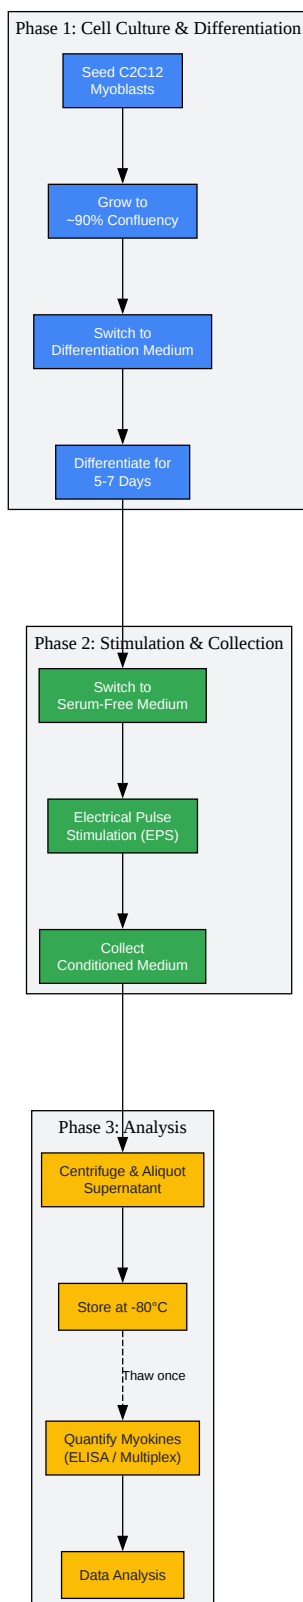 Phase 1: Cell Culture & Differentiation
Seed C2C12
Myoblasts
Grow to
~90% Confluency
Switch to
Differentiation Medium
Differentiate for
5-7 Days
Phase 2: Stimulation & Collection
Switch to
Serum-Free Medium
Electrical Pulse
Stimulation (EPS)
Collect
Conditioned Medium
Phase 3: Analysis
Centrifuge & Aliquot
Supernatant
Store at -80°C
Thaw once
Quantify Myokines
(ELISA / Multiplex)
Data Analysis